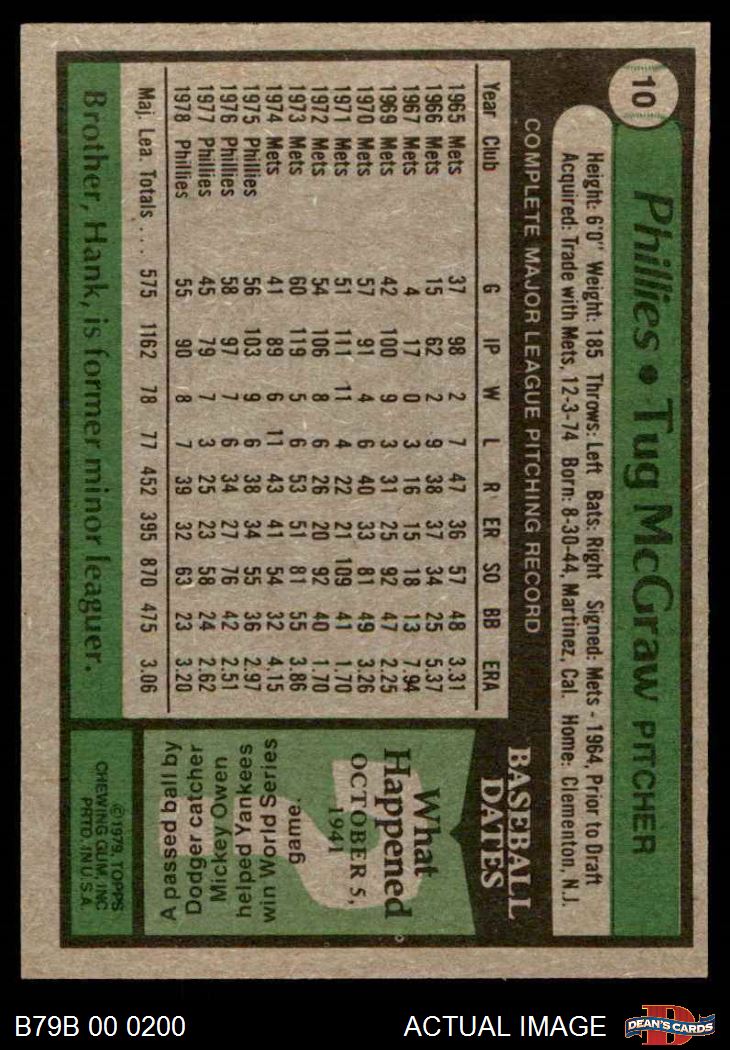 10
Phillies • Tug McGraw PITCHER
Height: 6'0" Weight: 185 Throws: Left Bats: Right Signed: Mets - 1964, Prior to Draft
Acquired: Trade with Mets, 12-3-74 Born: 8-30-44, Martinez, Cal. Home: Clementon, N.J.
COMPLETE MAJOR LEAGUE PITCHING RECORD
Year Club G IP W L R ER SO BB ERA
1965 Mets 37 98 2 7 47 36 57 48 3.31
1966 Mets 15 62 2 9 38 37 34 25 5.37
1967 Mets 4 17 0 3 16 15 18 13 7.94
1969 Mets 42 100 9 3 31 25 92 47 2.25
1970 Mets 57 91 4 6 40 33 81 49 3.26
1971 Mets 51 111 11 4 22 21 109 41 1.70
1972 Mets 54 106 8 6 26 20 92 40 1.70
1973 Mets 60 119 5 6 53 51 81 55 3.86
1974 Mets 41 89 6 11 43 41 54 32 4.15
1975 Phillies 56 103 9 6 38 34 55 36 2.97
1976 Phillies 58 97 7 6 34 27 76 42 2.51
1977 Phillies 45 79 7 3 25 23 58 24 2.62
1978 Phillies 55 90 8 7 39 32 63 23 3.20
Maj. Lea. Totals . . . 575 1162 78 77 452 395 870 475 3.06
Brother, Hank, is former minor leaguer.
BASEBALL
DATES
What
Happened
OCTOBER 5,
1941
A passed ball by
Dodger catcher
Mickey Owen
helped Yankees
win World Series
game.
©1979, TOPPS
CHEWING GUM, INC
PRTD. IN U.S.A.
B79B 00 0200
ACTUAL IMAGE
D
DEAN'S CARDS